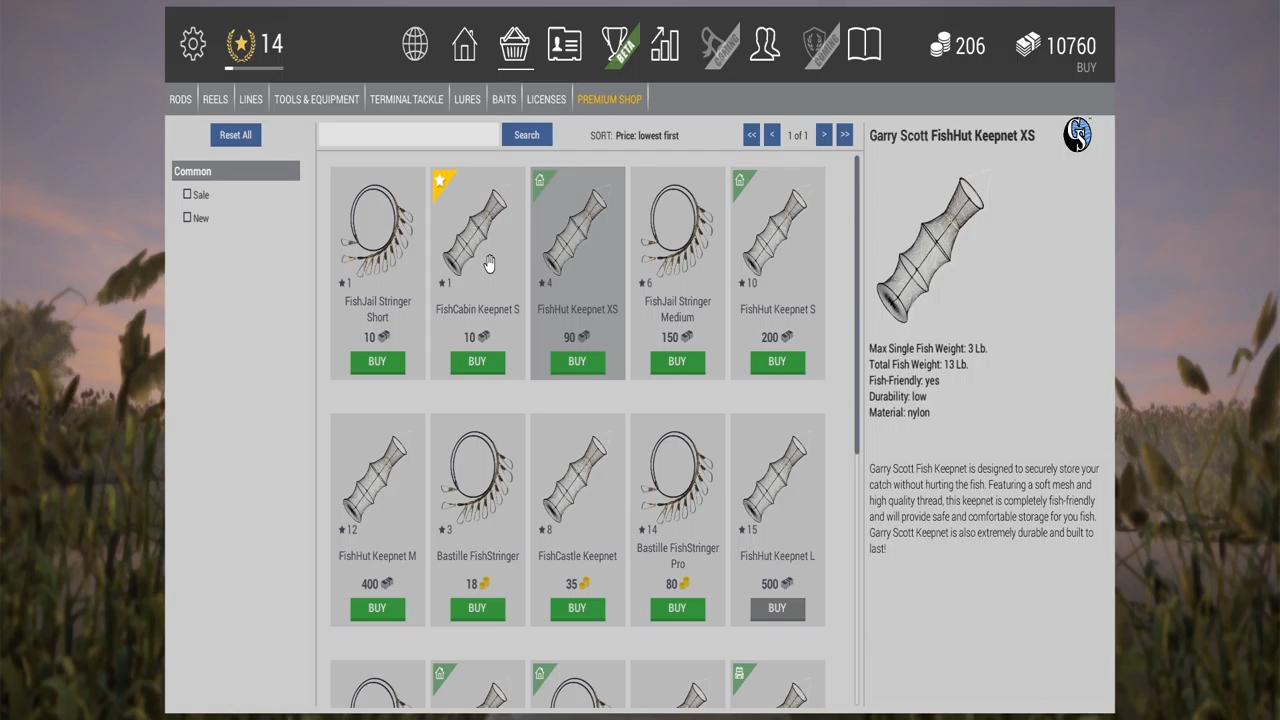 14
BETA
COMING
COMING
206
10760
BUY
RODS
REELS
LINES
TOOLS & EQUIPMENT
TERMINAL TACKLE
LURES
BAITS
LICENSES
PREMIUM SHOP
Reset All
Search
SORT: Price: lowest first
<<
<
1 of 1
>
>>
Garry Scott FishHut Keepnet XS
GS
Common
Sale
New
★1
FishJail Stringer
Short
10
BUY
★1
FishCabin Keepnet S
10
BUY
★4
FishHut Keepnet XS
90
BUY
★6
FishJail Stringer
Medium
150
BUY
★10
FishHut Keepnet S
200
BUY
★12
FishHut Keepnet M
400
BUY
★3
Bastille FishStringer
18
BUY
★8
FishCastle Keepnet
35
BUY
★14
Bastille FishStringer
Pro
80
BUY
★15
FishHut Keepnet L
500
BUY
Max Single Fish Weight: 3 Lb.
Total Fish Weight: 13 Lb.
Fish-Friendly: yes
Durability: low
Material: nylon
Garry Scott Fish Keepnet is designed to securely store your
catch without hurting the fish. Featuring a soft mesh and
high quality thread, this keepnet is completely fish-friendly
and will provide safe and comfortable storage for you fish.
Garry Scott Keepnet is also extremely durable and built to
last!